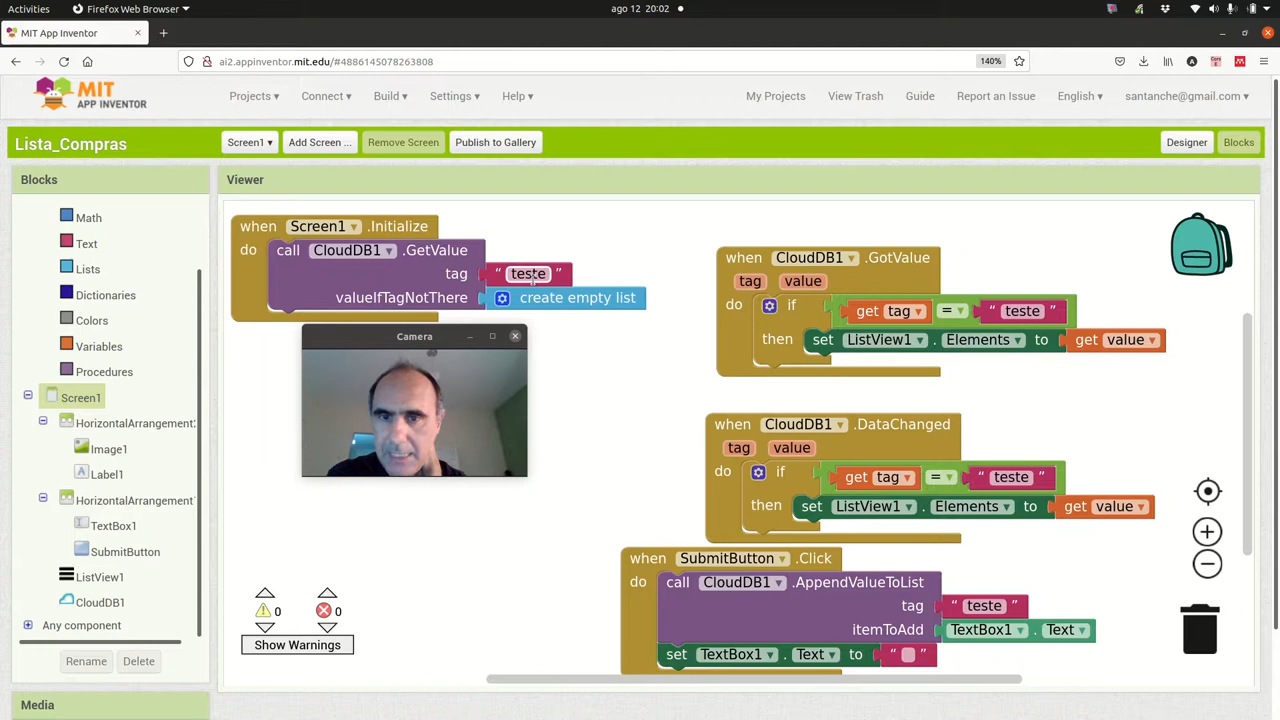 Activities Firefox Web Browser ago 12 20:02
MIT App Inventor × +
ai2.appinventor.mit.edu/#4886145078263808 140%
MIT APP INVENTOR
Projects Connect Build Settings Help My Projects View Trash Guide Report an Issue English santanche@gmail.com
Lista_Compras Screen1 Add Screen ... Remove Screen Publish to Gallery Designer Blocks
Blocks Viewer
Math
Text
Lists
Dictionaries
Colors
Variables
Procedures
Screen1
HorizontalArrangement
Image1
Label1
HorizontalArrangement
TextBox1
SubmitButton
ListView1
CloudDB1
Any component
Rename Delete
Media
when Screen1 .Initialize
do call CloudDB1 .GetValue
tag “ teste ”
valueIfTagNotThere create empty list
Camera
when CloudDB1 .GotValue
tag value
do if get tag = “ teste ”
then set ListView1 . Elements to get value
when CloudDB1 .DataChanged
tag value
do if get tag = “ teste ”
then set ListView1 . Elements to get value
when SubmitButton .Click
do call CloudDB1 .AppendValueToList
tag “ teste ”
itemToAdd TextBox1 . Text
set TextBox1 . Text to “ ”
0 0
Show Warnings